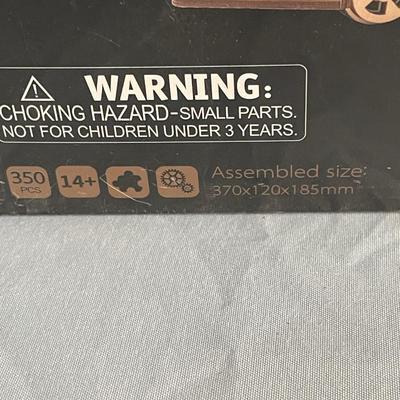 WARNING:
CHOKING HAZARD-SMALL PARTS.
NOT FOR CHILDREN UNDER 3 YEARS.
350 PCS
14+
Assembled size:
370x120x185mm